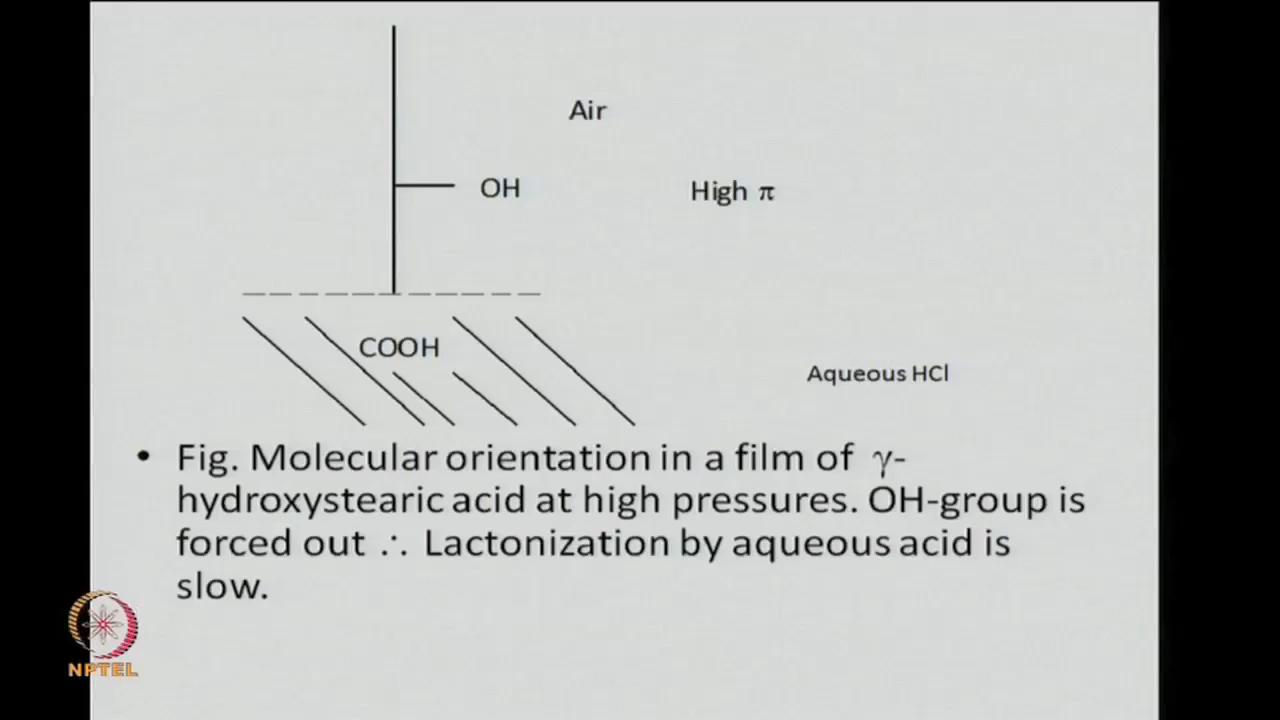 Air
OH
High π
COOH
Aqueous HCl
• Fig. Molecular orientation in a film of γ-
hydroxystearic acid at high pressures. OH-group is
forced out ∴ Lactonization by aqueous acid is
slow.
NPTEL